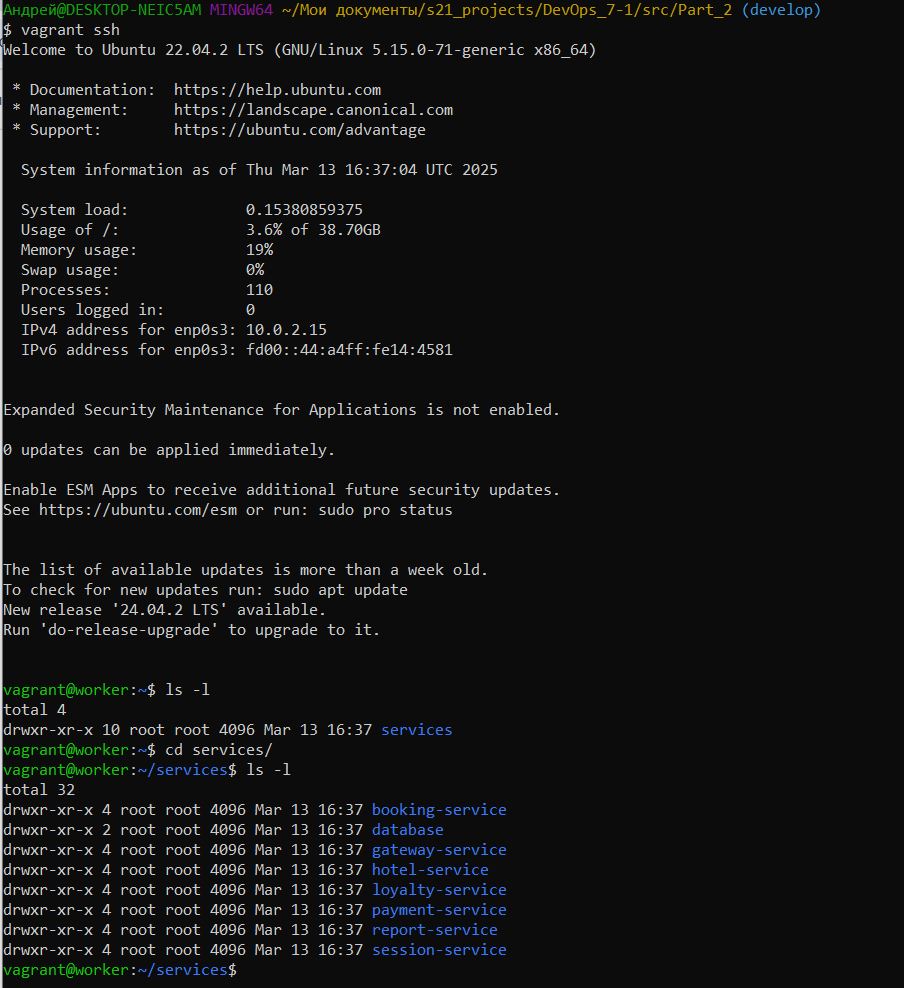 Андрей@DESKTOP-NEIC5AM MINGW64 ~/Мои документы/s21_projects/DevOps_7-1/src/Part_2 (develop)
$ vagrant ssh
Welcome to Ubuntu 22.04.2 LTS (GNU/Linux 5.15.0-71-generic x86_64)
* Documentation:  https://help.ubuntu.com
* Management:     https://landscape.canonical.com
* Support:        https://ubuntu.com/advantage
System information as of Thu Mar 13 16:37:04 UTC 2025
System load:             0.15380859375
Usage of /:              3.6% of 38.70GB
Memory usage:            19%
Swap usage:              0%
Processes:               110
Users logged in:         0
IPv4 address for enp0s3: 10.0.2.15
IPv6 address for enp0s3: fd00::44:a4ff:fe14:4581
Expanded Security Maintenance for Applications is not enabled.
0 updates can be applied immediately.
Enable ESM Apps to receive additional future security updates.
See https://ubuntu.com/esm or run: sudo pro status
The list of available updates is more than a week old.
To check for new updates run: sudo apt update
New release '24.04.2 LTS' available.
Run 'do-release-upgrade' to upgrade to it.
vagrant@worker:~$ ls -l
total 4
drwxr-xr-x 10 root root 4096 Mar 13 16:37 services
vagrant@worker:~$ cd services/
vagrant@worker:~/services$ ls -l
total 32
drwxr-xr-x 4 root root 4096 Mar 13 16:37 booking-service
drwxr-xr-x 2 root root 4096 Mar 13 16:37 database
drwxr-xr-x 4 root root 4096 Mar 13 16:37 gateway-service
drwxr-xr-x 4 root root 4096 Mar 13 16:37 hotel-service
drwxr-xr-x 4 root root 4096 Mar 13 16:37 loyalty-service
drwxr-xr-x 4 root root 4096 Mar 13 16:37 payment-service
drwxr-xr-x 4 root root 4096 Mar 13 16:37 report-service
drwxr-xr-x 4 root root 4096 Mar 13 16:37 session-service
vagrant@worker:~/services$